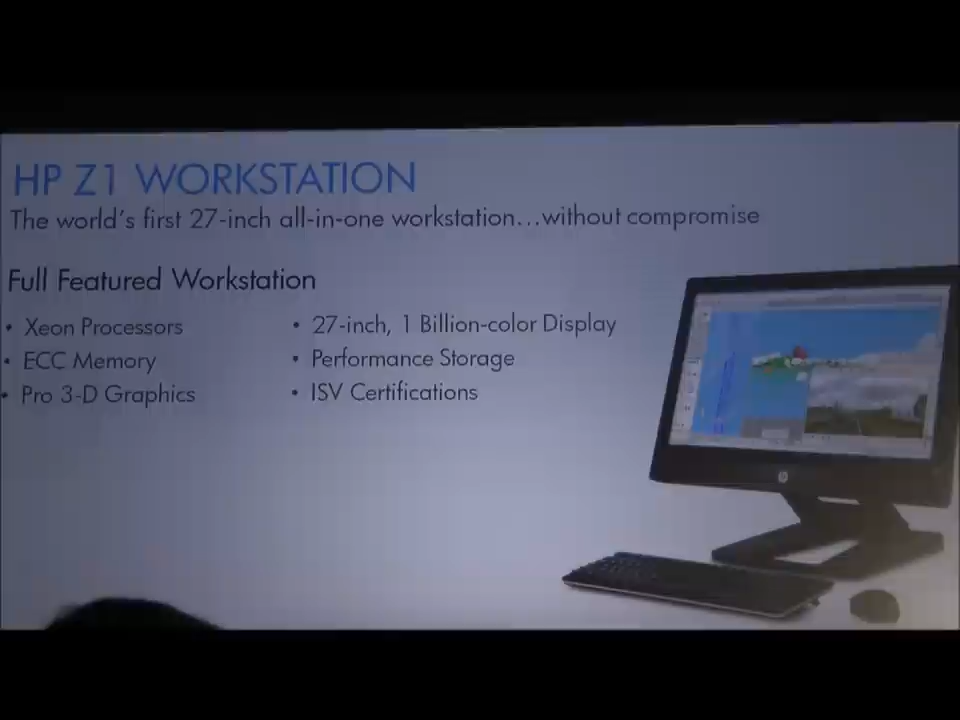 HP Z1 WORKSTATION
The world's first 27-inch all-in-one workstation...without compromise
Full Featured Workstation
• Xeon Processors
• ECC Memory
• Pro 3-D Graphics
• 27-inch, 1 Billion-color Display
• Performance Storage
• ISV Certifications
hp